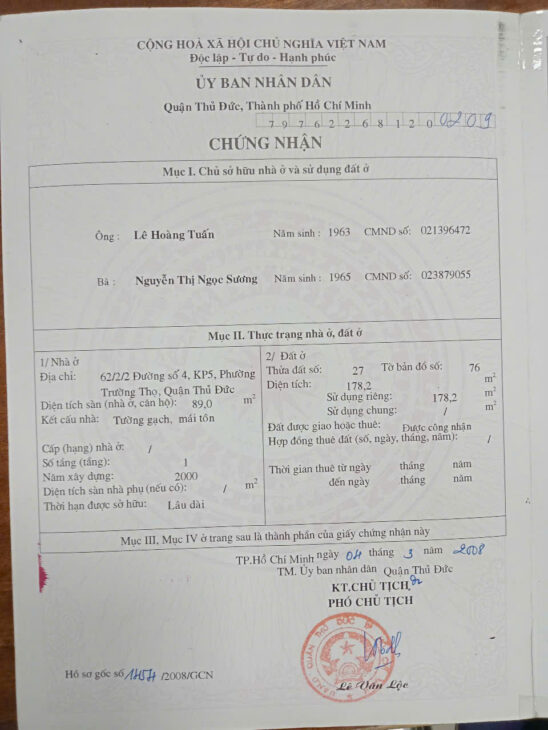 CỘNG HOÀ XÃ HỘI CHỦ NGHĨA VIỆT NAM
Độc lập - Tự do - Hạnh phúc
ỦY BAN NHÂN DÂN
Quận Thủ Đức, Thành phố Hồ Chí Minh
7 9 7 6 2 2 6 8 1 2 0 0209
CHỨNG NHẬN
Mục I. Chủ sở hữu nhà ở và sử dụng đất ở
Ông : Lê Hoàng Tuấn Năm sinh : 1963 CMND số: 021396472
Bà : Nguyễn Thị Ngọc Sương Năm sinh : 1965 CMND số: 023879055
Mục II. Thực trạng nhà ở, đất ở
1/ Nhà ở
Địa chỉ: 62/2/2 Đường số 4, KP5, Phường
Trường Thọ, Quận Thủ Đức
Diện tích sàn (nhà ở, căn hộ): 89,0 m²
Kết cấu nhà: Tường gạch, mái tôn
Cấp (hạng) nhà ở: /
Số tầng (tầng): 1
Năm xây dựng: 2000
Diện tích sàn nhà phụ (nếu có): / m²
Thời hạn được sở hữu: Lâu dài
2/ Đất ở
Thửa đất số: 27 Tờ bản đồ số: 76
Diện tích: 178,2 m²
Sử dụng riêng: 178,2 m²
Sử dụng chung: / m²
Đất được giao hoặc thuê: Được công nhận
Hợp đồng thuê đất (số, ngày, tháng, năm): /
Thời gian thuê từ ngày tháng năm
đến ngày tháng năm
Mục III, Mục IV ở trang sau là thành phần của giấy chứng nhận này
TP.Hồ Chí Minh ngày 04 tháng 3 năm 2008
TM. Ủy ban nhân dân Quận Thủ Đức
KT.CHỦ TỊCH
PHÓ CHỦ TỊCH
Hồ sơ gốc số 1454 /2008/GCN
Lê Văn Lộc